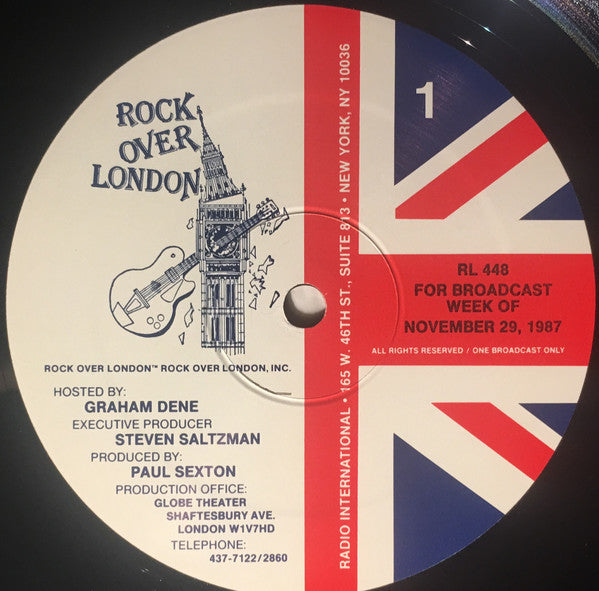 ROCK
OVER
LONDON
ROCK OVER LONDON™ ROCK OVER LONDON, INC.
HOSTED BY:
GRAHAM DENE
EXECUTIVE PRODUCER
STEVEN SALTZMAN
PRODUCED BY:
PAUL SEXTON
PRODUCTION OFFICE:
GLOBE THEATER
SHAFTESBURY AVE.
LONDON W1V7HD
TELEPHONE:
437-7122/2860
RADIO INTERNATIONAL • 165 W. 46TH ST., SUITE 813 • NEW YORK, NY 10036
1
RL 448
FOR BROADCAST
WEEK OF
NOVEMBER 29, 1987
ALL RIGHTS RESERVED / ONE BROADCAST ONLY